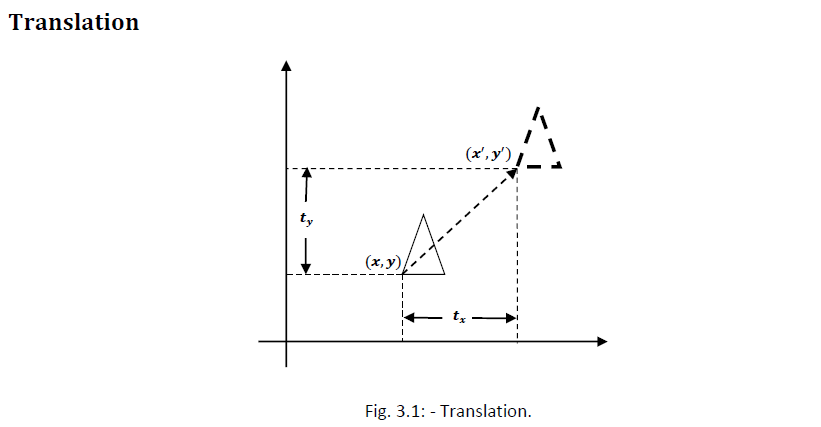 Translation
(x′, y′)
t_y
(x, y)
t_x
Fig. 3.1: - Translation.